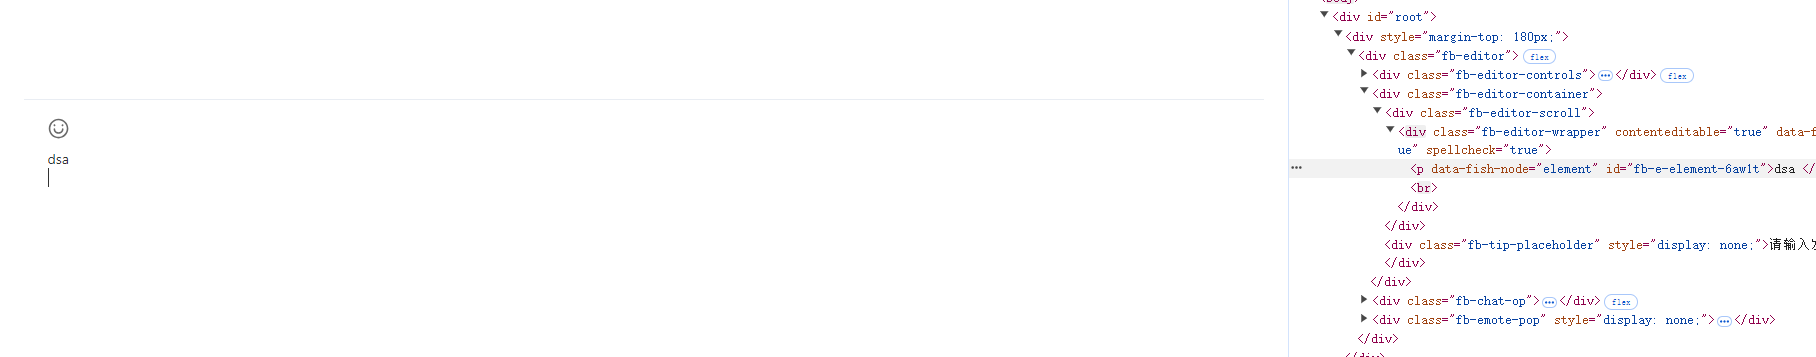 dsa
<div id="root">
<div style="margin-top: 180px;">
<div class="fb-editor"> flex
<div class="fb-editor-controls"> ••• </div> flex
<div class="fb-editor-container">
<div class="fb-editor-scroll">
<div class="fb-editor-wrapper" contenteditable="true" data-f
ue" spellcheck="true">
••• <p data-fish-node="element" id="fb-e-element-6aw1t">dsa </
<br>
</div>
</div>
<div class="fb-tip-placeholder" style="display: none;">请输入
</div>
</div>
<div class="fb-chat-op"> ••• </div> flex
<div class="fb-emote-pop" style="display: none;"> ••• </div>
</div>